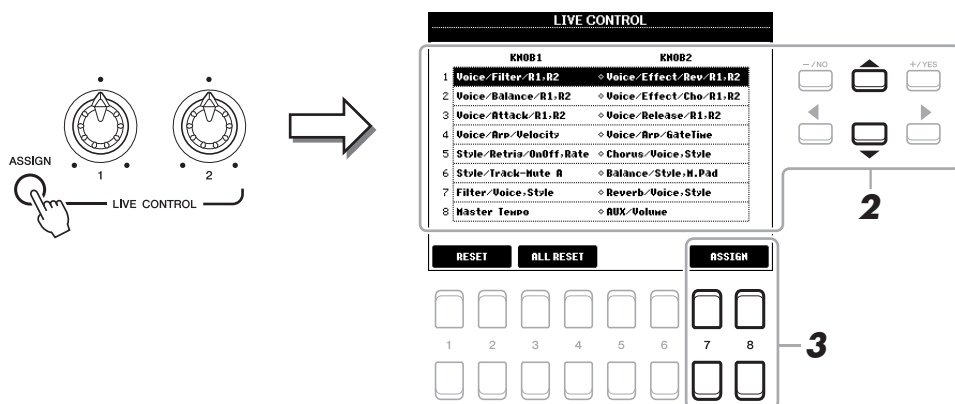 LIVE CONTROL
KNOB1 KNOB2
1 Voice/Filter/R1,R2 ◇Voice/Effect/Rev/R1,R2
2 Voice/Balance/R1,R2 ◇Voice/Effect/Cho/R1,R2
3 Voice/Attack/R1,R2 ◇Voice/Release/R1,R2
4 Voice/Arp/Velocity ◇Voice/Arp/GateTime
5 Style/Retrig/OnOff,Rate ◇Chorus/Voice,Style
6 Style/Track-Mute A ◇Balance/Style,M.Pad
7 Filter/Voice,Style ◇Reverb/Voice,Style
8 Master Tempo ◇AUX/Volume
RESET ALL RESET ASSIGN
–/NO +/YES
2
ASSIGN
1 2
LIVE CONTROL
1 2 3 4 5 6 7 8
3